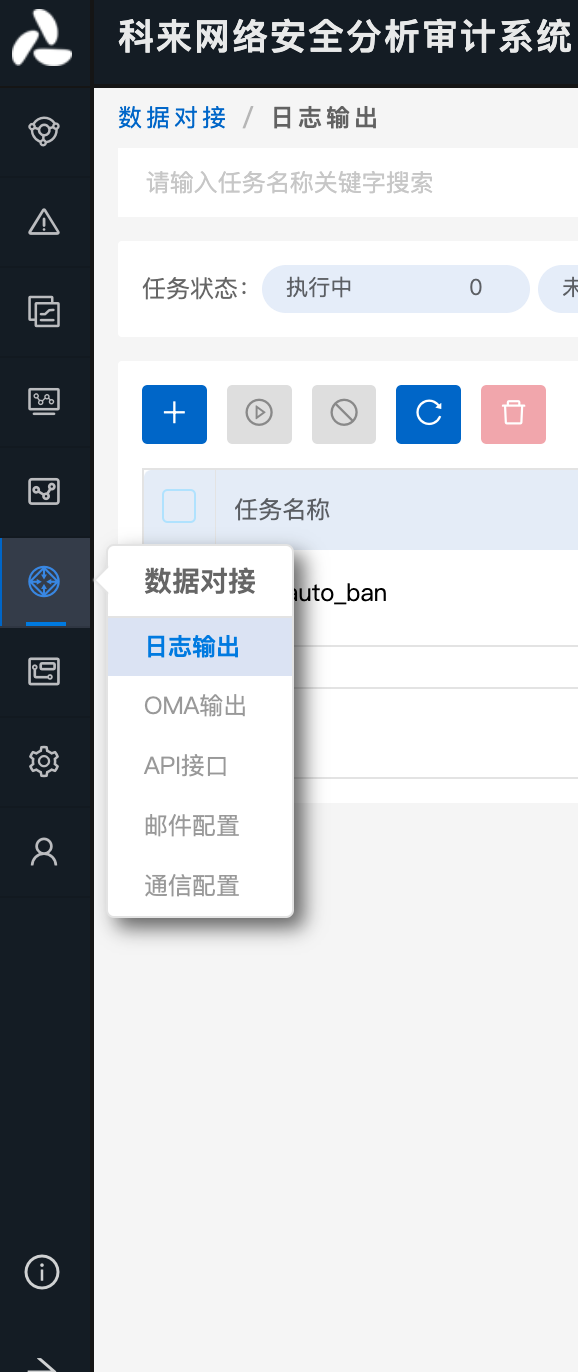 科来网络安全分析审计系统
数据对接 / 日志输出
请输入任务名称关键字搜索
任务状态: 执行中 0
任务名称
auto_ban
数据对接
日志输出
OMA输出
API接口
邮件配置
通信配置